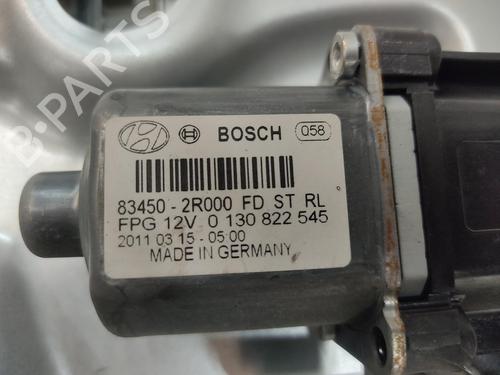 BOSCH 058
83450-2R000 FD ST RL
FPG 12V 0 130 822 545
2011 03 15-05:00
MADE IN GERMANY
B-PARTS